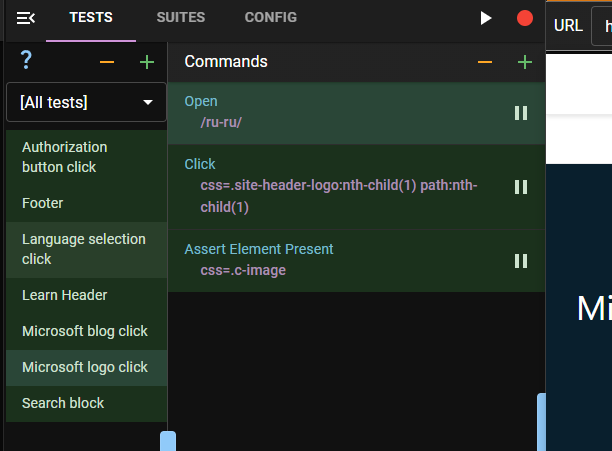 TESTS SUITES CONFIG
URL
h
?
Commands
[All tests]
Authorization
button click
Footer
Language selection
click
Learn Header
Microsoft blog click
Microsoft logo click
Search block
Open
/ru-ru/
Click
css=.site-header-logo:nth-child(1) path:nth-
child(1)
Assert Element Present
css=.c-image
Mi